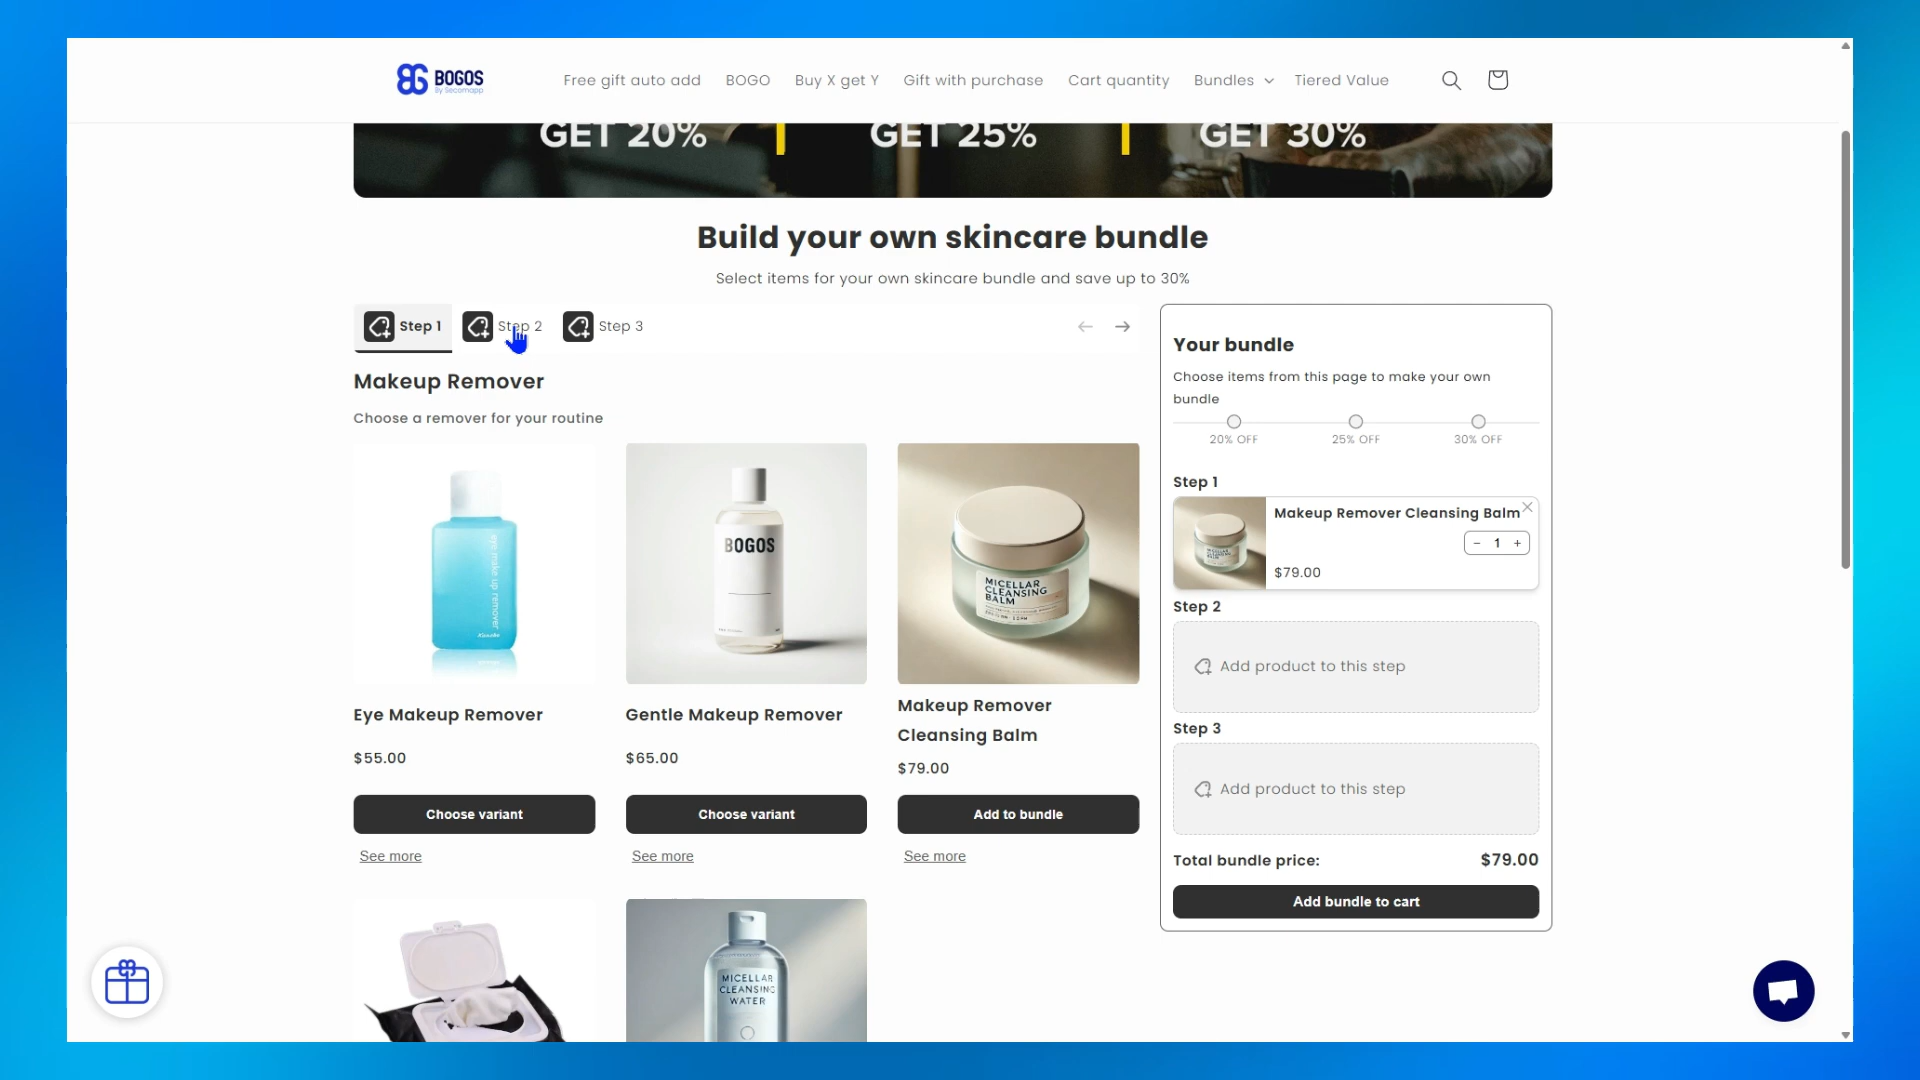 BOGOS
By Secomapp
Free gift auto add
BOGO
Buy X get Y
Gift with purchase
Cart quantity
Bundles
Tiered Value
GET 20%
GET 25%
GET 30%
Build your own skincare bundle
Select items for your own skincare bundle and save up to 30%
Step 1
Step 2
Step 3
Makeup Remover
Choose a remover for your routine
eye make up remover
BOGOS
MICELLAR
CLEANSING
BALM
Eye Makeup Remover
$55.00
Choose variant
See more
Gentle Makeup Remover
$65.00
Choose variant
See more
Makeup Remover
Cleansing Balm
$79.00
Add to bundle
See more
MICELLAR
CLEANSING
WATER
Your bundle
Choose items from this page to make your own
bundle
20% OFF
25% OFF
30% OFF
Step 1
MICELLAR
CLEANSING
BALM
Makeup Remover Cleansing Balm
- 1 +
$79.00
Step 2
Add product to this step
Step 3
Add product to this step
Total bundle price: $79.00
Add bundle to cart